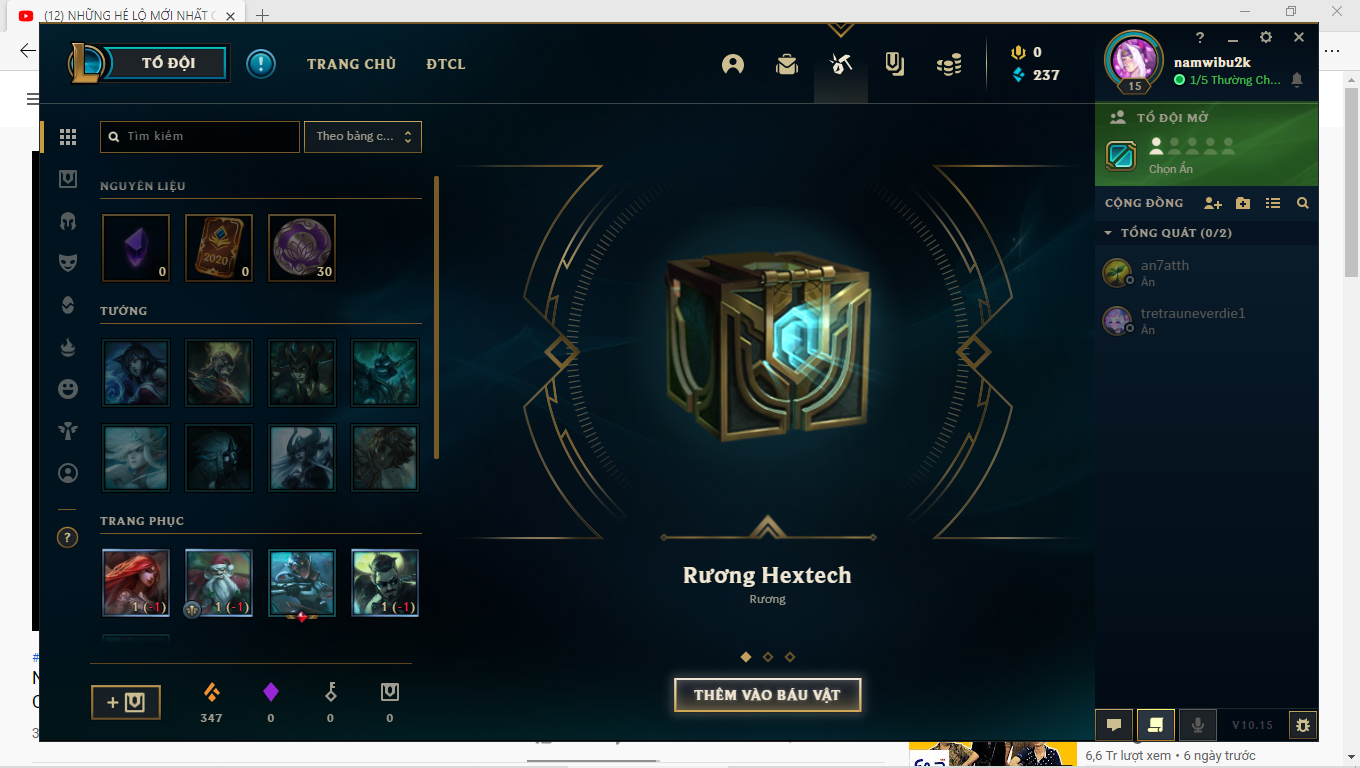 (12) NHỮNG HÉ LỘ MỚI NHẤT
TỔ ĐỘI
TRANG CHỦ
ĐTCL
0
237
15
namwibu2k
1/5 Thường Ch...
TỔ ĐỘI MỞ
Chọn Ẩn
CỘNG ĐỒNG
TỔNG QUÁT (0/2)
an7atth
Ẩn
tretrauneverdie1
Ẩn
Tìm kiếm
Theo bảng c...
NGUYÊN LIỆU
0
2020
0
30
TƯỚNG
TRANG PHỤC
1 (-1)
1 (-1)
1 (-1)
?
347
0
0
0
Rương Hextech
Rương
THÊM VÀO BÁU VẬT
V10.15
6,6 Tr lượt xem • 6 ngày trước